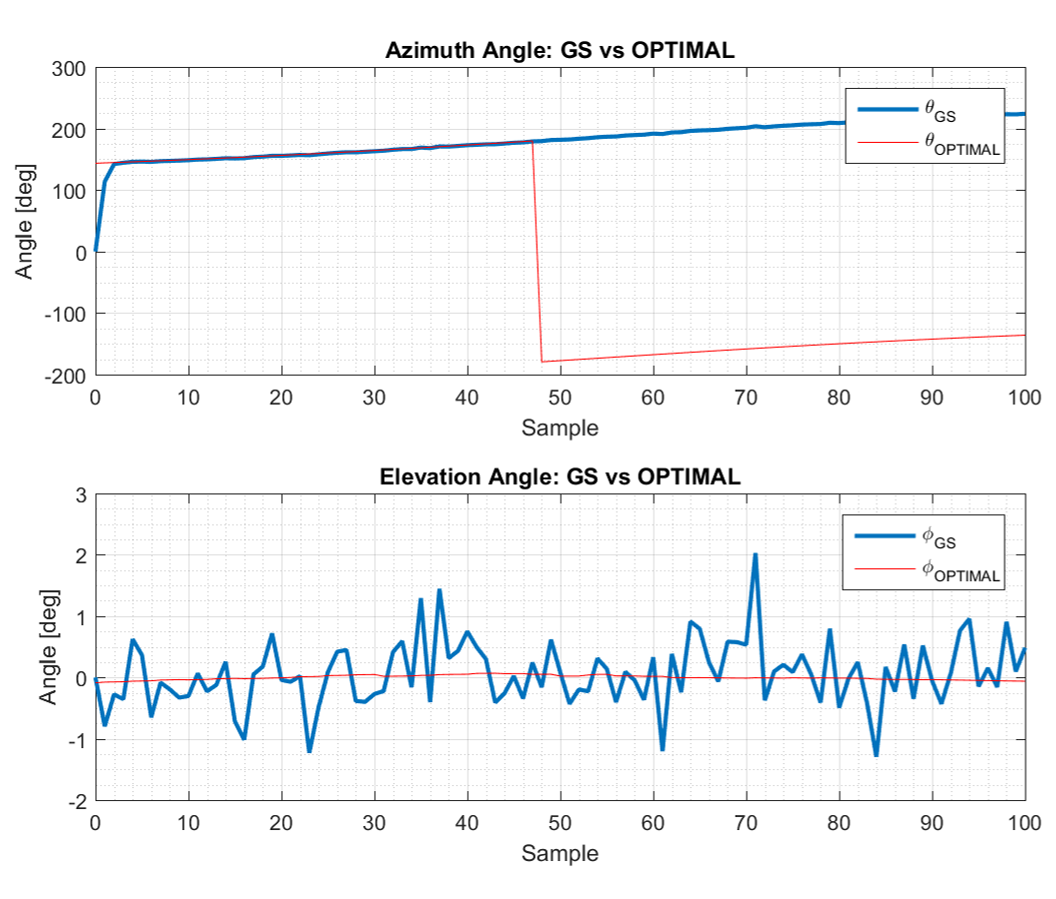 Azimuth Angle: GS vs OPTIMAL
300
200
100
0
-100
-200
Angle [deg]
θGS
θOPTIMAL
0 10 20 30 40 50 60 70 80 90 100
Sample
Elevation Angle: GS vs OPTIMAL
3
2
1
0
-1
-2
Angle [deg]
ϕGS
ϕOPTIMAL
0 10 20 30 40 50 60 70 80 90 100
Sample